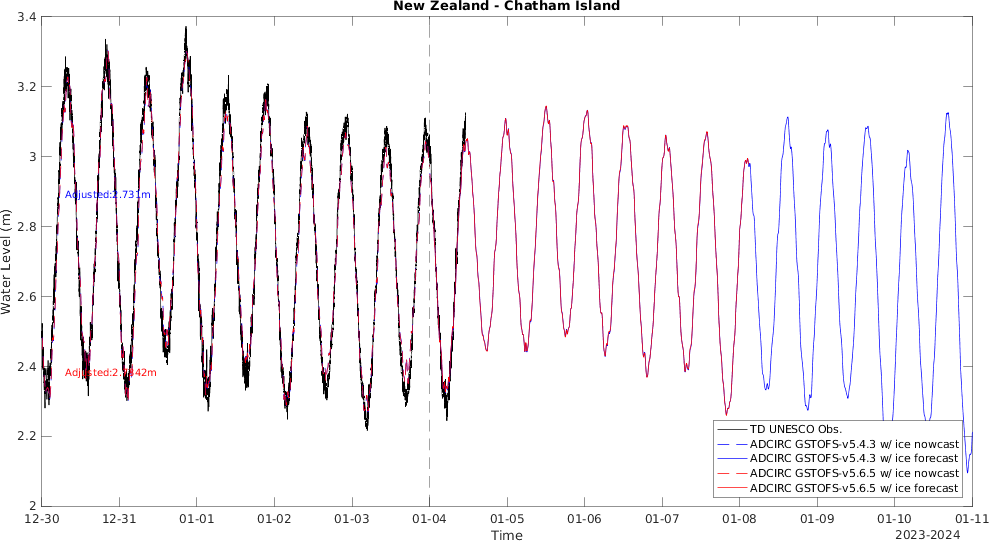 New Zealand - Chatham Island
3.4
3.2
3
2.8
2.6
2.4
2.2
2
Water Level (m)
Adjusted:2.731m
TD UNESCO Obs.
ADCIRC GSTOFS-v5.4.3 w/ ice nowcast
ADCIRC GSTOFS-v5.4.3 w/ ice forecast
ADCIRC GSTOFS-v5.6.5 w/ ice nowcast
ADCIRC GSTOFS-v5.6.5 w/ ice forecast
12-30 12-31 01-01 01-02 01-03 01-04 01-05 01-06 01-07 01-08 01-09 01-10 01-11
Time
2023-2024